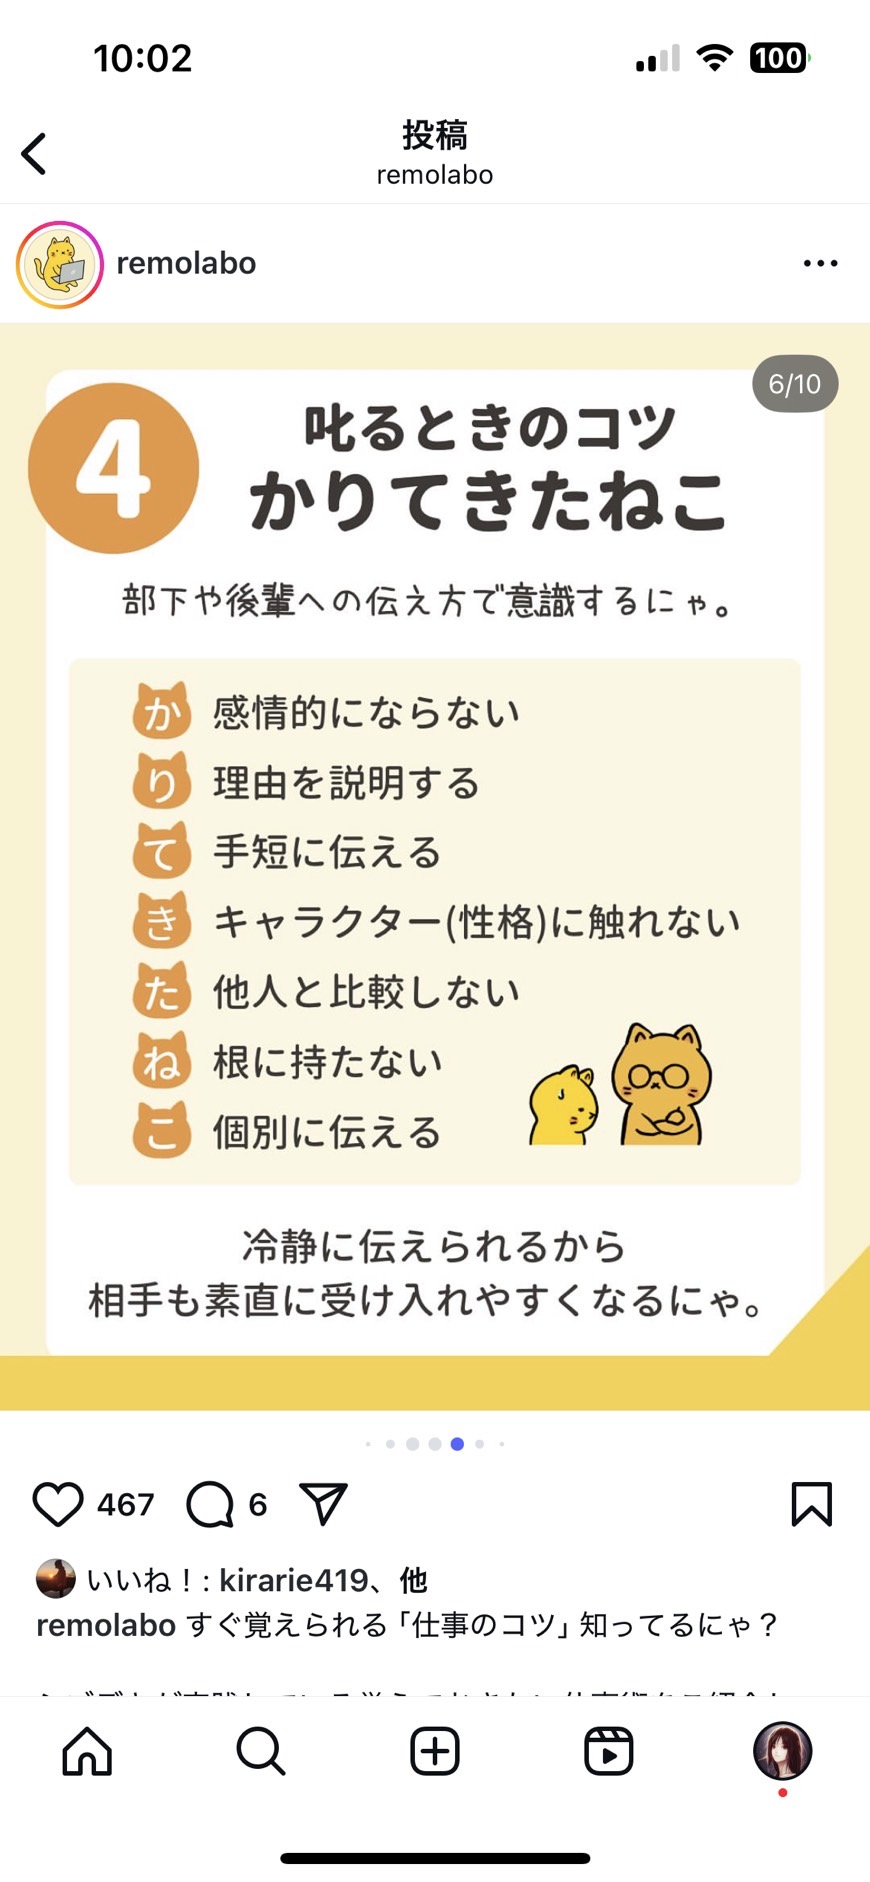 10:02
100
投稿
remolabo
remolabo
6/10
4
叱るときのコツ
かりてきたねこ
部下や後輩への伝え方で意識するにゃ。
か 感情的にならない
り 理由を説明する
て 手短に伝える
き キャラクター(性格)に触れない
た 他人と比較しない
ね 根に持たない
こ 個別に伝える
冷静に伝えられるから
相手も素直に受け入れやすくなるにゃ。
467 6
いいね！: kirarie419、他
remolabo すぐ覚えられる「仕事のコツ」知ってるにゃ？